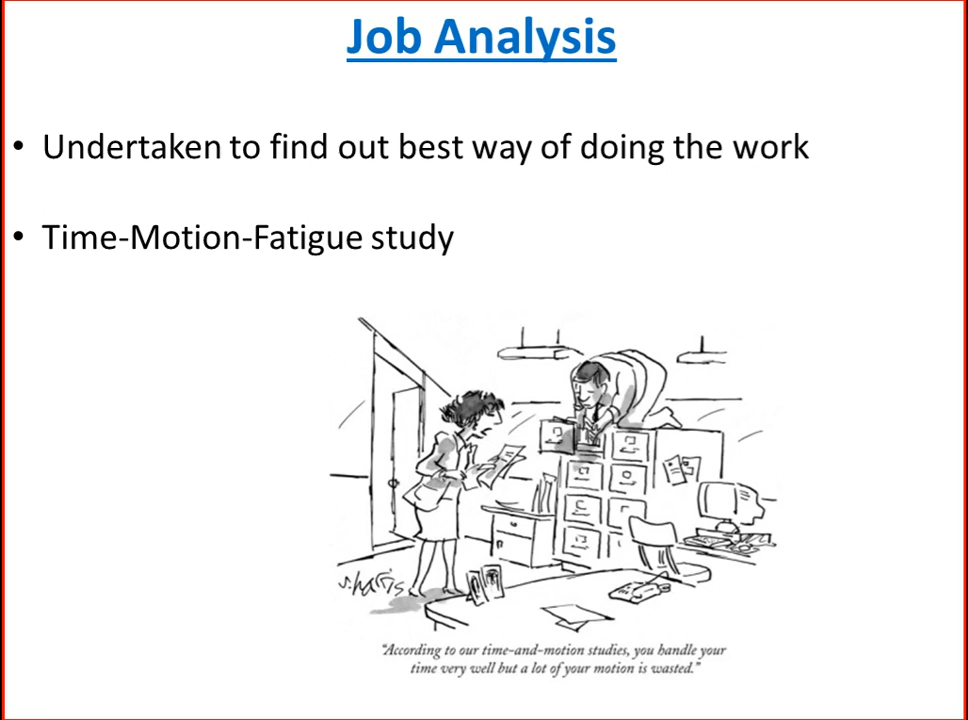 Job Analysis
• Undertaken to find out best way of doing the work
• Time-Motion-Fatigue study
s. harris
"According to our time-and-motion studies, you handle your
time very well but a lot of your motion is wasted."